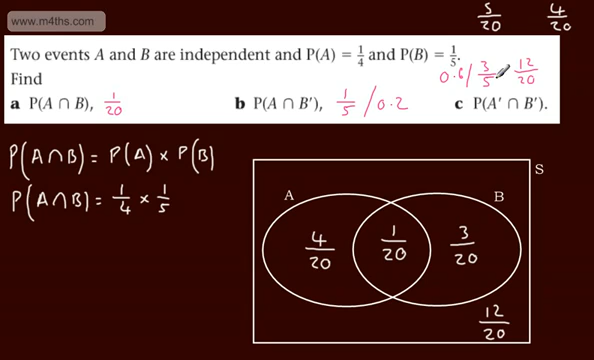 www.m4ths.com
5/20 4/20
Two events A and B are independent and P(A) = 1/4 and P(B) = 1/5.
Find
0.6/ 3/5 12/20
a P(A ∩ B), 1/20 b P(A ∩ B′), 1/5 / 0.2 c P(A′ ∩ B′).
P(A∩B) = P(A) × P(B)
P(A∩B) = 1/4 × 1/5
S
A B
4/20 1/20 3/20
12/20